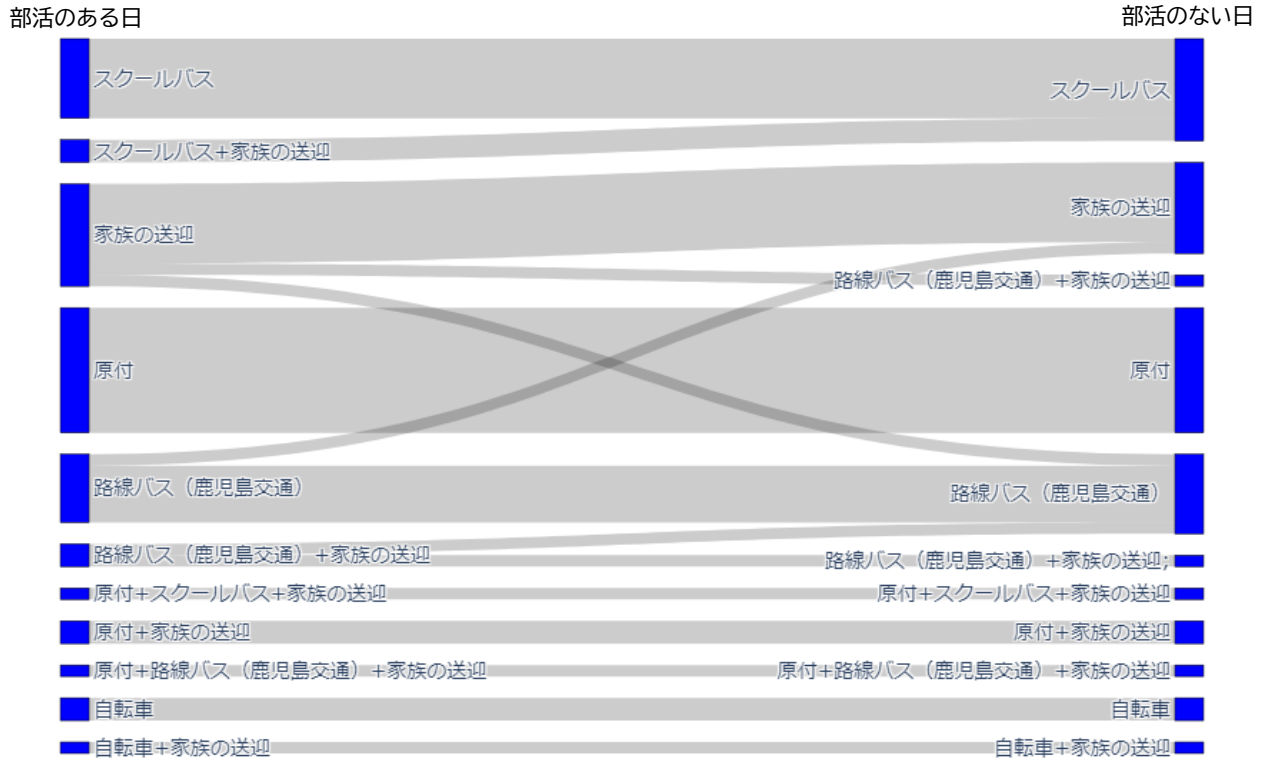 部活のある日
部活のない日
スクールバス
スクールバス
スクールバス+家族の送迎
家族の送迎
家族の送迎
路線バス（鹿児島交通）+家族の送迎
原付
原付
路線バス（鹿児島交通）
路線バス（鹿児島交通）
路線バス（鹿児島交通）+家族の送迎
路線バス（鹿児島交通）+家族の送迎;
原付+スクールバス+家族の送迎
原付+スクールバス+家族の送迎
原付+家族の送迎
原付+家族の送迎
原付+路線バス（鹿児島交通）+家族の送迎
原付+路線バス（鹿児島交通）+家族の送迎
自転車
自転車
自転車+家族の送迎
自転車+家族の送迎